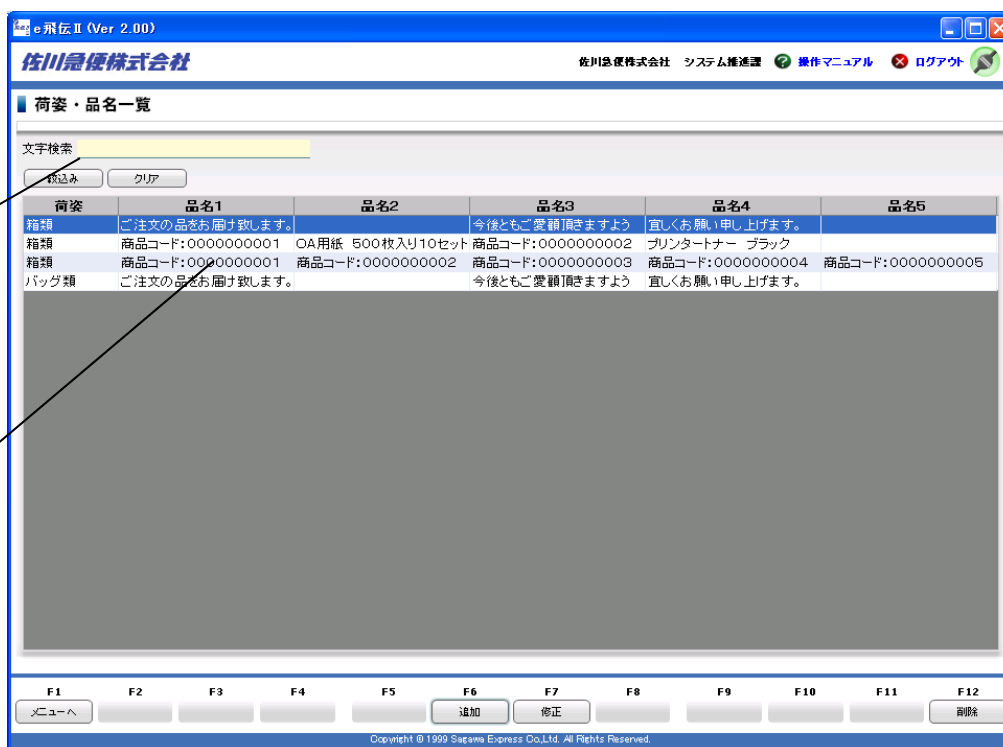 e飛伝Ⅱ (Ver 2.00)
佐川急便株式会社
佐川急便株式会社 システム推進課 操作マニュアル ログアウト
荷姿・品名一覧
文字検索
絞込み クリア
荷姿 品名1 品名2 品名3 品名4 品名5
箱類 ご注文の品をお届け致します。 今後ともご愛顧頂きますよう 宜しくお願い申し上げます。
箱類 商品コード:0000000001 OA用紙 500枚入り10セット 商品コード:0000000002 プリンタートナー ブラック
箱類 商品コード:0000000001 商品コード:0000000002 商品コード:0000000003 商品コード:0000000004 商品コード:0000000005
バッグ類 ご注文の品をお届け致します。 今後ともご愛顧頂きますよう 宜しくお願い申し上げます。
F1 F2 F3 F4 F5 F6 F7 F8 F9 F10 F11 F12
メニューへ 追加 修正 削除
Copyright © 1999 Sagawa Express Co.,Ltd. All Rights Reserved.